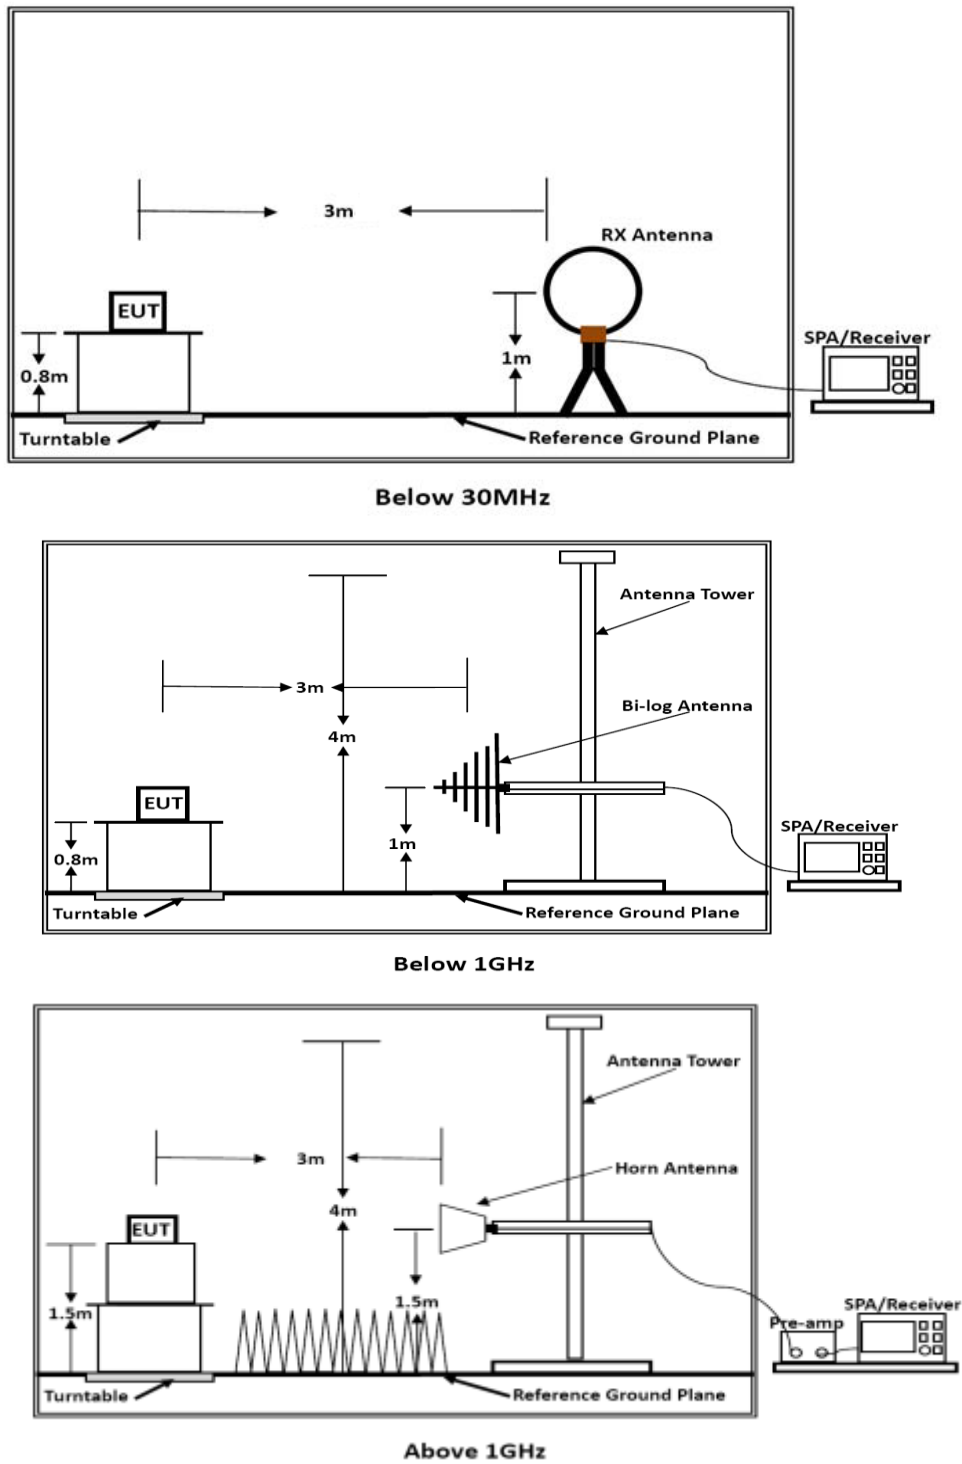 3m
RX Antenna
EUT
SPA/Receiver
0.8m
1m
Turntable
Reference Ground Plane
Below 30MHz
Antenna Tower
3m
Bi-log Antenna
4m
EUT
SPA/Receiver
1m
0.8m
Turntable
Reference Ground Plane
Below 1GHz
Antenna Tower
3m
Horn Antenna
4m
EUT
1.5m
1.5m
SPA/Receiver
Pre-amp
Turntable
Reference Ground Plane
Above 1GHz